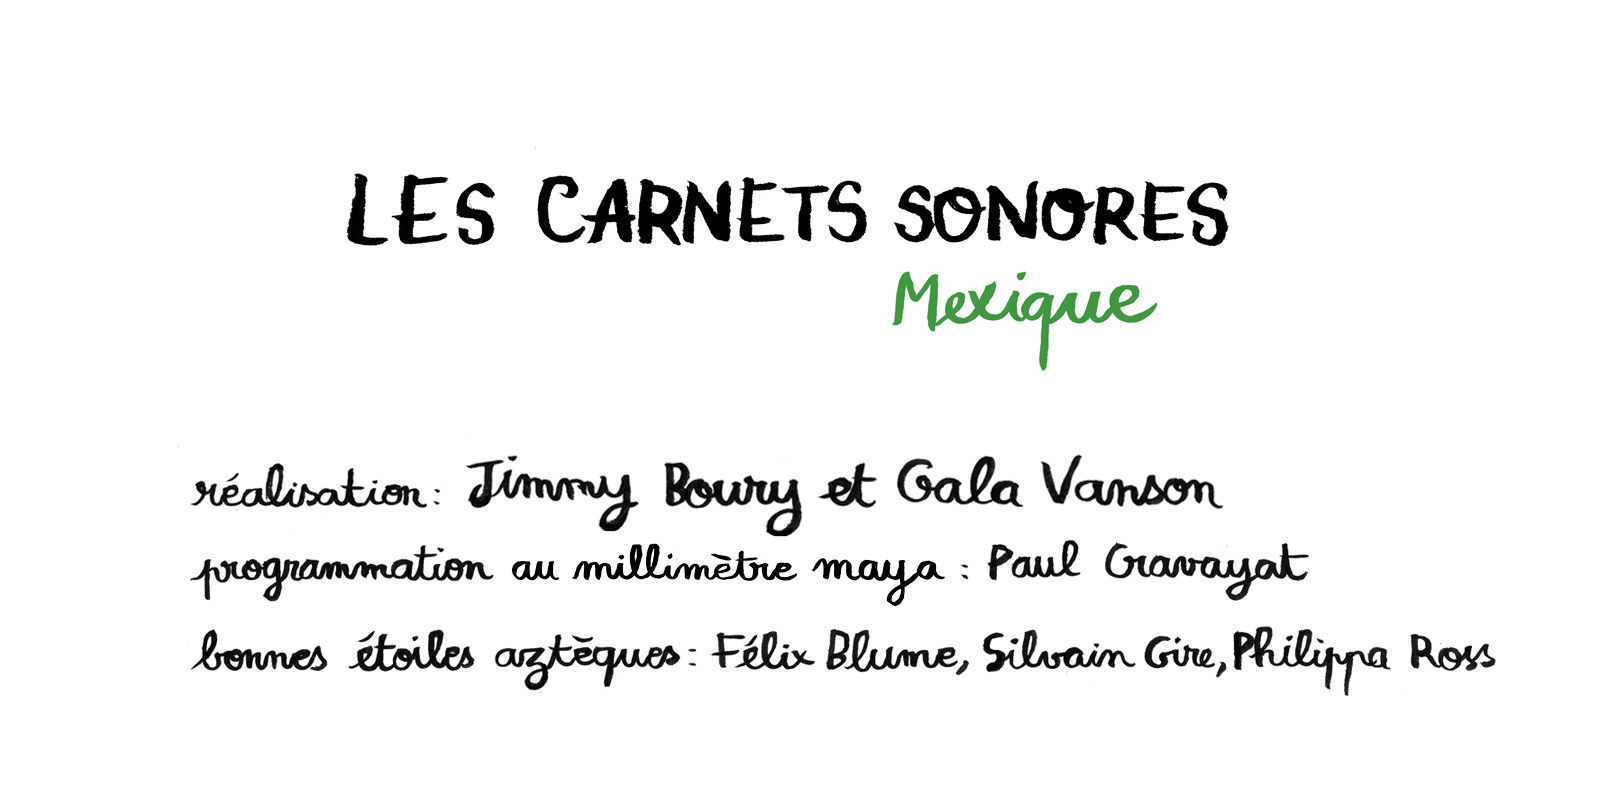 LES CARNETS SONORES
Mexique
réalisation : Jimmy Boury et Gala Vanson
programmation au millimètre maya : Paul Gravayat
bonnes étoiles aztèques : Félix Blume, Silvain Gire, Philippa Ross